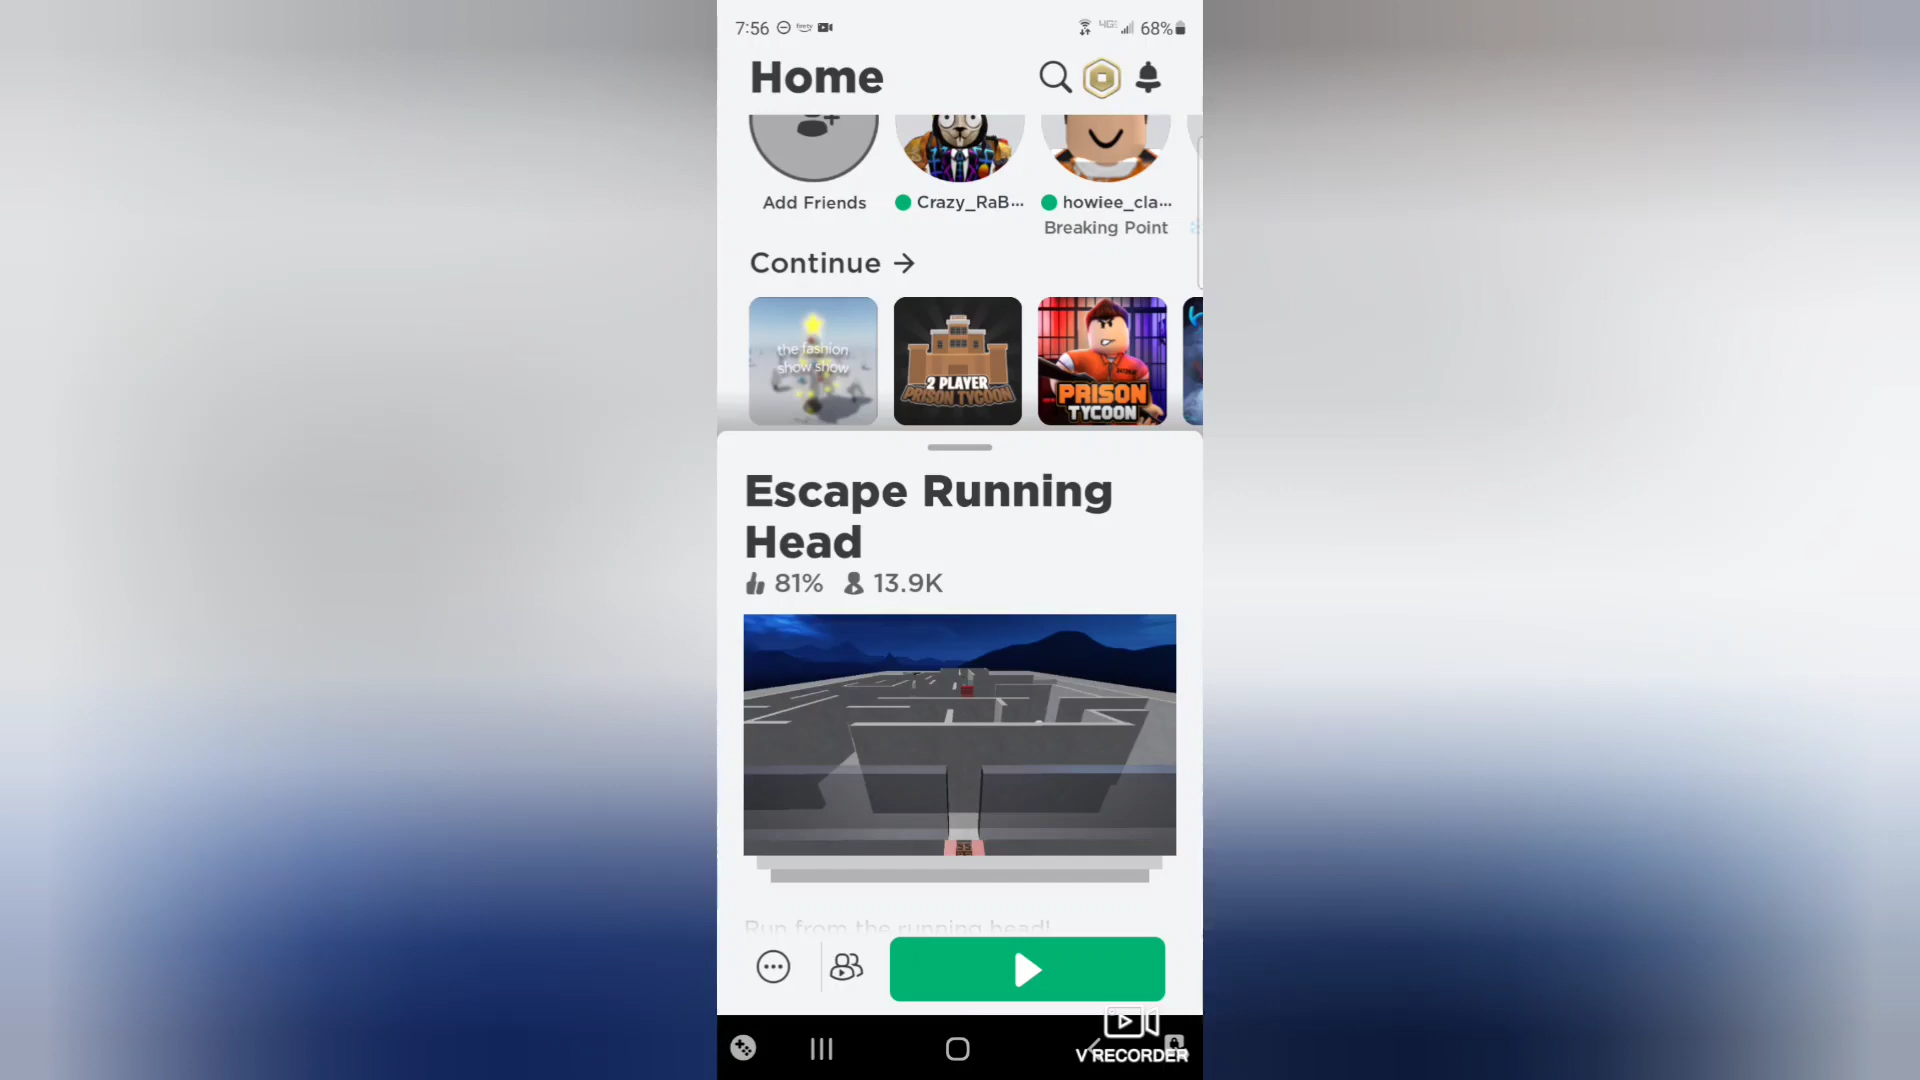 7:56
68%
Home
Add Friends
Crazy_RaB...
howiee_cla...
Breaking Point
Continue →
the fashion
show show
2 PLAYER
PRISON TYCOON
PRISON
TYCOON
Escape Running
Head
81% 13.9K
Run from the running head!
V RECORDER